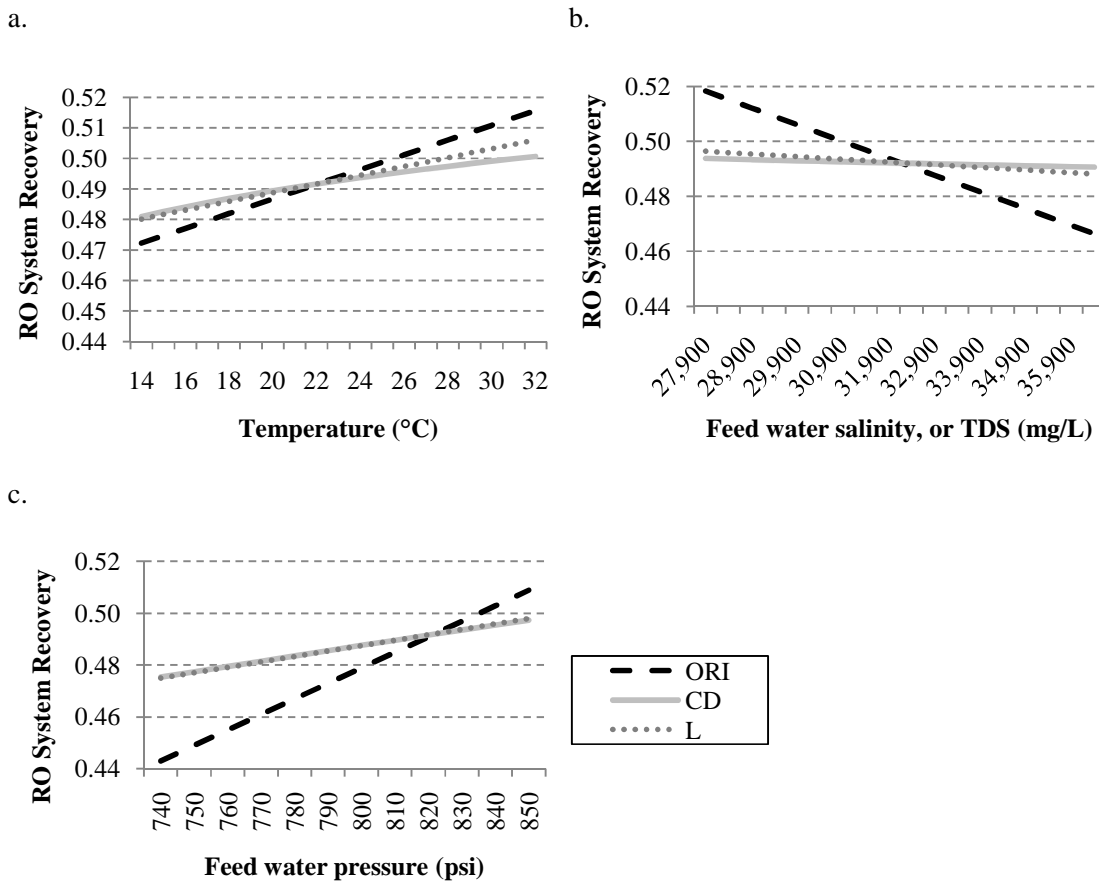 a.
RO System Recovery
0.52
0.51
0.50
0.49
0.48
0.47
0.46
0.45
0.44
14 16 18 20 22 24 26 28 30 32
Temperature (°C)
b.
RO System Recovery
0.52
0.50
0.48
0.46
0.44
27,900 28,900 29,900 30,900 31,900 32,900 33,900 34,900 35,900
Feed water salinity, or TDS (mg/L)
c.
RO System Recovery
0.52
0.50
0.48
0.46
0.44
740 750 760 770 780 790 800 810 820 830 840 850
Feed water pressure (psi)
ORI
CD
L